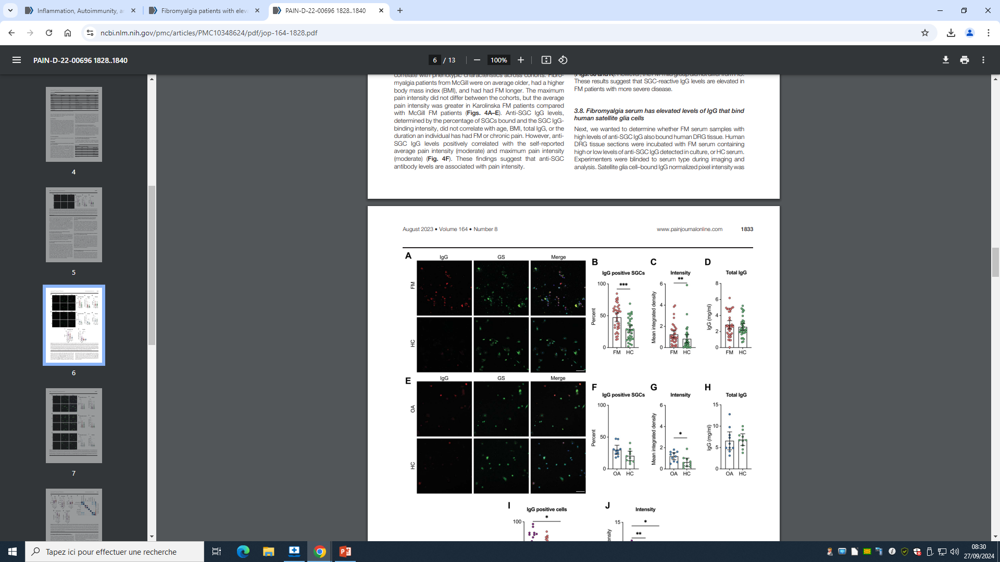 Inflammation, Autoimmunity, a
Fibromyalgia patients with elev
PAIN-D-22-00696 1828..1840
ncbi.nlm.nih.gov/pmc/articles/PMC10348624/pdf/jop-164-1828.pdf
PAIN-D-22-00696 1828..1840
6 / 13
100%
4
5
6
7
correlate with phenotypic characteristics across cohorts. Fibro-
myalgia patients from McGill were on average older, had a higher
body mass index (BMI), and had had FM longer. The maximum
pain intensity did not differ between the cohorts, but the average
pain intensity was greater in Karolinska FM patients compared
with McGill FM patients (Figs. 4A–E). Anti-SGC IgG levels,
determined by the percentage of SGCs bound and the SGC IgG-
binding intensity, did not correlate with age, BMI, total IgG, or the
duration an individual has had FM or chronic pain. However, anti-
SGC IgG levels positively correlated with the self-reported
average pain intensity (moderate) and maximum pain intensity
(moderate) (Fig. 4F). These findings suggest that anti-SGC
antibody levels are associated with pain intensity.
These results suggest that SGC-reactive IgG levels are elevated in
FM patients with more severe disease.
3.8. Fibromyalgia serum has elevated levels of IgG that bind
human satellite glia cells
Next, we wanted to determine whether FM serum samples with
high levels of anti-SGC IgG also bound human DRG tissue. Human
DRG tissue sections were incubated with FM serum containing
high or low levels of anti-SGC IgG detected in culture, or HC serum.
Experimenters were blinded to serum type during imaging and
analysis. Satellite glia cell–bound IgG normalized pixel intensity was
August 2023 • Volume 164 • Number 8
www.painjournalonline.com 1833
A
IgG GS Merge
FM
HC
B
IgG positive SGCs
***
100
50
0
Percent
FM HC
C
Intensity
**
6
4
2
0
Mean integrated density
FM HC
D
Total IgG
8
6
4
2
0
IgG (mg/ml)
FM HC
E
IgG GS Merge
OA
HC
F
IgG positive SGCs
100
50
0
Percent
OA HC
G
Intensity
*
6
4
2
0
Mean integrated density
OA HC
H
Total IgG
15
10
5
0
IgG (mg/ml)
OA HC
I
IgG positive cells
*
100
J
Intensity
*
**
15
Tapez ici pour effectuer une recherche
08:30
27/09/2024